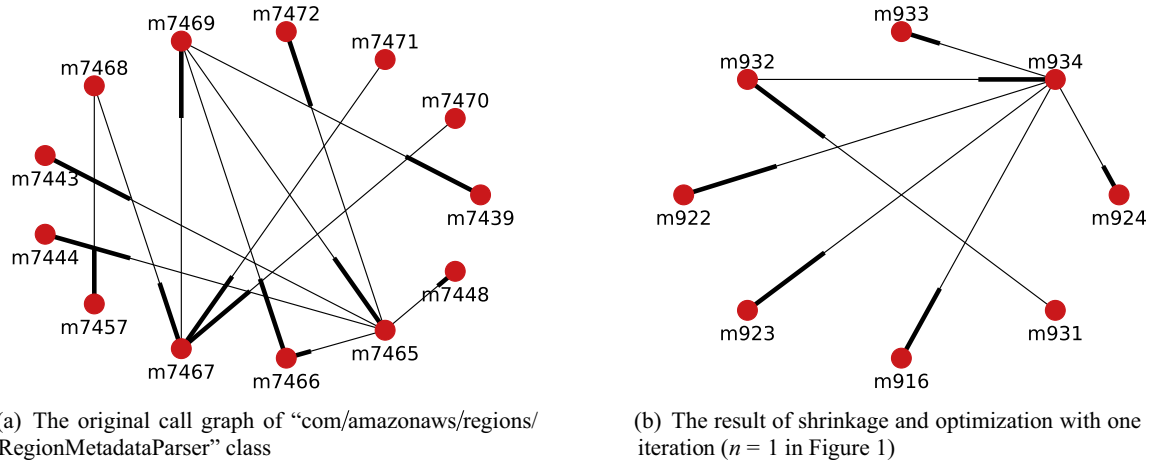 m7472
m7469
m7471
m7468
m7470
m7443
m7439
m7444
m7448
m7457
m7465
m7467
m7466
m933
m932
m934
m922
m924
m923
m931
m916
a) The original call graph of “com/amazonaws/regions/
RegionMetadataParser” class
(b) The result of shrinkage and optimization with one
iteration (n = 1 in Figure 1)